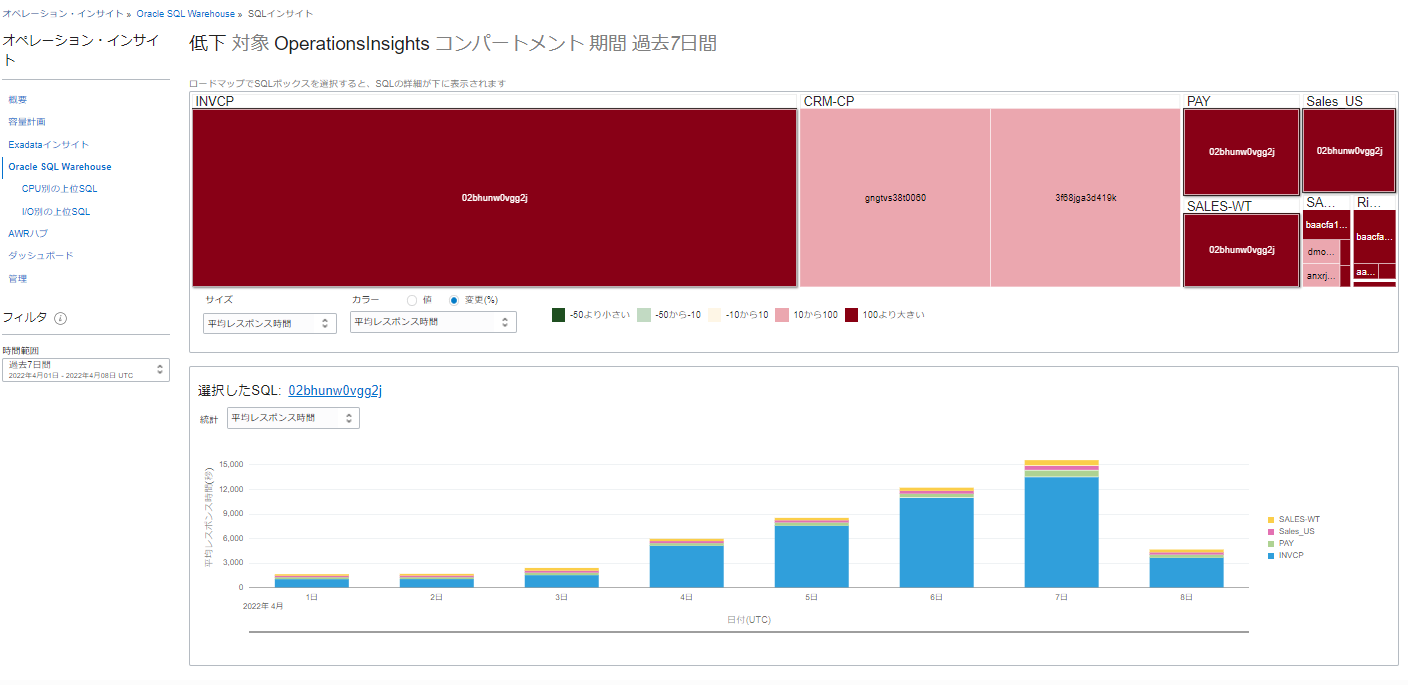 オペレーション・インサイト » Oracle SQL Warehouse » SQLインサイト
オペレーション・インサイ
ト
概要
容量計画
Exadataインサイト
Oracle SQL Warehouse
CPU別の上位SQL
I/O別の上位SQL
AWRハブ
ダッシュボード
管理
フィルタ
時間範囲
過去7日間
2022年4月01日 - 2022年4月08日 UTC
低下 対象 OperationsInsights コンパートメント 期間 過去7日間
ロードマップでSQLボックスを選択すると、SQLの詳細が下に表示されます
INVCP
02bhunw0vgg2j
CRM-CP
gngtvs38t0060
3f68jga3d419k
PAY
02bhunw0vgg2j
Sales_US
02bhunw0vgg2j
SALES-WT
02bhunw0vgg2j
SA...
baacfa1...
dmo...
anxrj...
Ri...
baacfa...
aa...
サイズ
平均レスポンス時間
カラー 値 変更(%)
平均レスポンス時間
-50より小さい -50から-10 -10から10 10から100 100より大きい
選択したSQL: 02bhunw0vgg2j
統計 平均レスポンス時間
平均レスポンス時間(秒)
15,000
12,000
9,000
6,000
3,000
0
1日 2日 3日 4日 5日 6日 7日 8日
2022年 4月
日付(UTC)
SALES-WT
Sales_US
PAY
INVCP